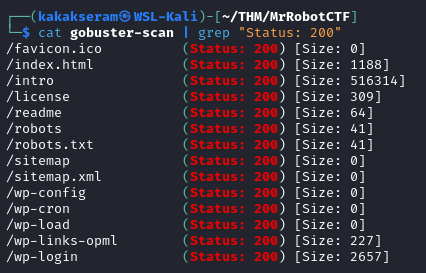 ┌──(kakakseram㉿WSL-Kali)-[~/THM/MrRobotCTF]
└─$ cat gobuster-scan | grep "Status: 200"
/favicon.ico          (Status: 200) [Size: 0]
/index.html           (Status: 200) [Size: 1188]
/intro                (Status: 200) [Size: 516314]
/license              (Status: 200) [Size: 309]
/readme               (Status: 200) [Size: 64]
/robots               (Status: 200) [Size: 41]
/robots.txt           (Status: 200) [Size: 41]
/sitemap              (Status: 200) [Size: 0]
/sitemap.xml          (Status: 200) [Size: 0]
/wp-config            (Status: 200) [Size: 0]
/wp-cron              (Status: 200) [Size: 0]
/wp-load              (Status: 200) [Size: 0]
/wp-links-opml        (Status: 200) [Size: 227]
/wp-login             (Status: 200) [Size: 2657]